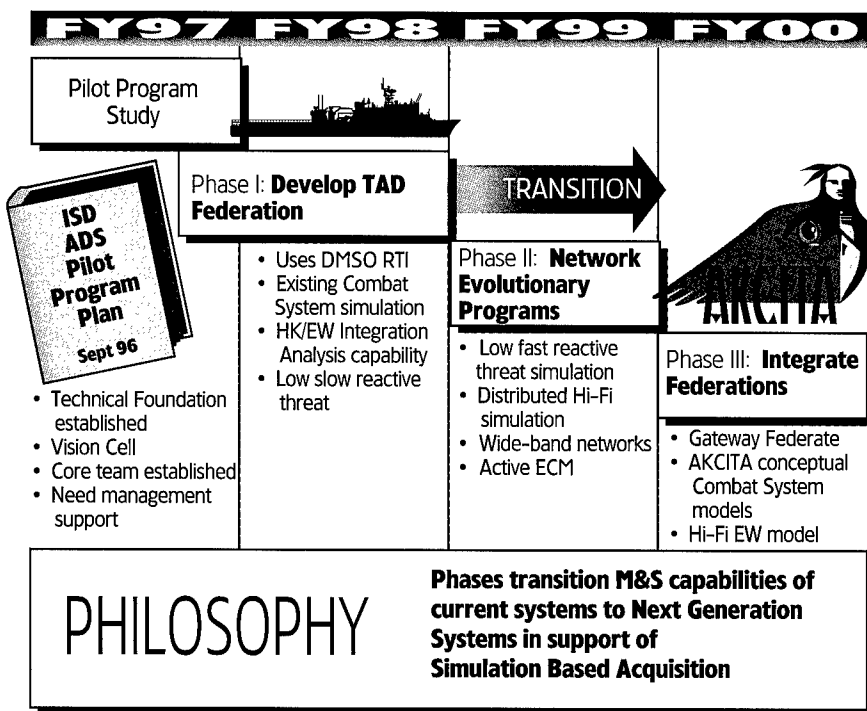 FY97 FY98 FY99 FY00
Pilot Program
Study
ISD
ADS
Pilot
Program
Plan
Sept 96
• Technical Foundation
established
• Vision Cell
• Core team established
• Need management
support
Phase I: Develop TAD
Federation
• Uses DMSO RTI
• Existing Combat
System simulation
• HK/EW Integration
Analysis capability
• Low slow reactive
threat
TRANSITION
Phase II: Network
Evolutionary
Programs
• Low fast reactive
threat simulation
• Distributed Hi-Fi
simulation
• Wide-band networks
• Active ECM
AKCITA
Phase III: Integrate
Federations
• Gateway Federate
• AKCITA conceptual
Combat System
models
• Hi-Fi EW model
PHILOSOPHY
Phases transition M&S capabilities of
current systems to Next Generation
Systems in support of
Simulation Based Acquisition